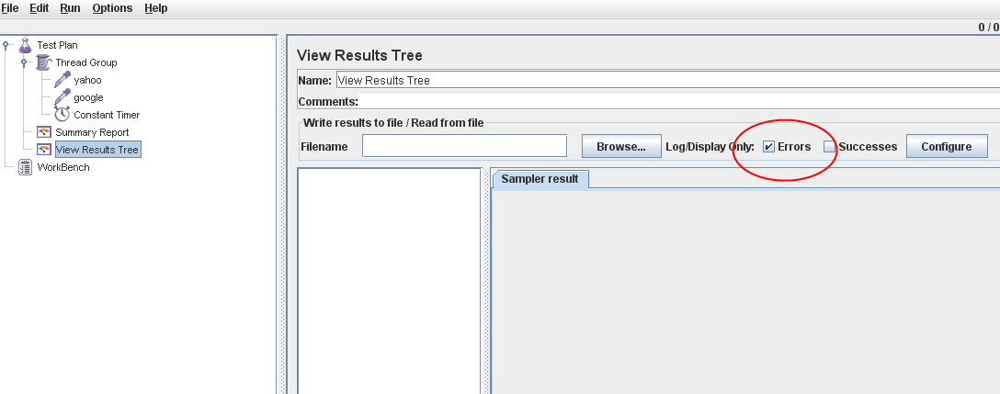 File Edit Run Options Help
0 / 0
Test Plan
Thread Group
yahoo
google
Constant Timer
Summary Report
View Results Tree
WorkBench
View Results Tree
Name: View Results Tree
Comments:
Write results to file / Read from file
Filename Browse... Log/Display Only: Errors Successes Configure
Sampler result